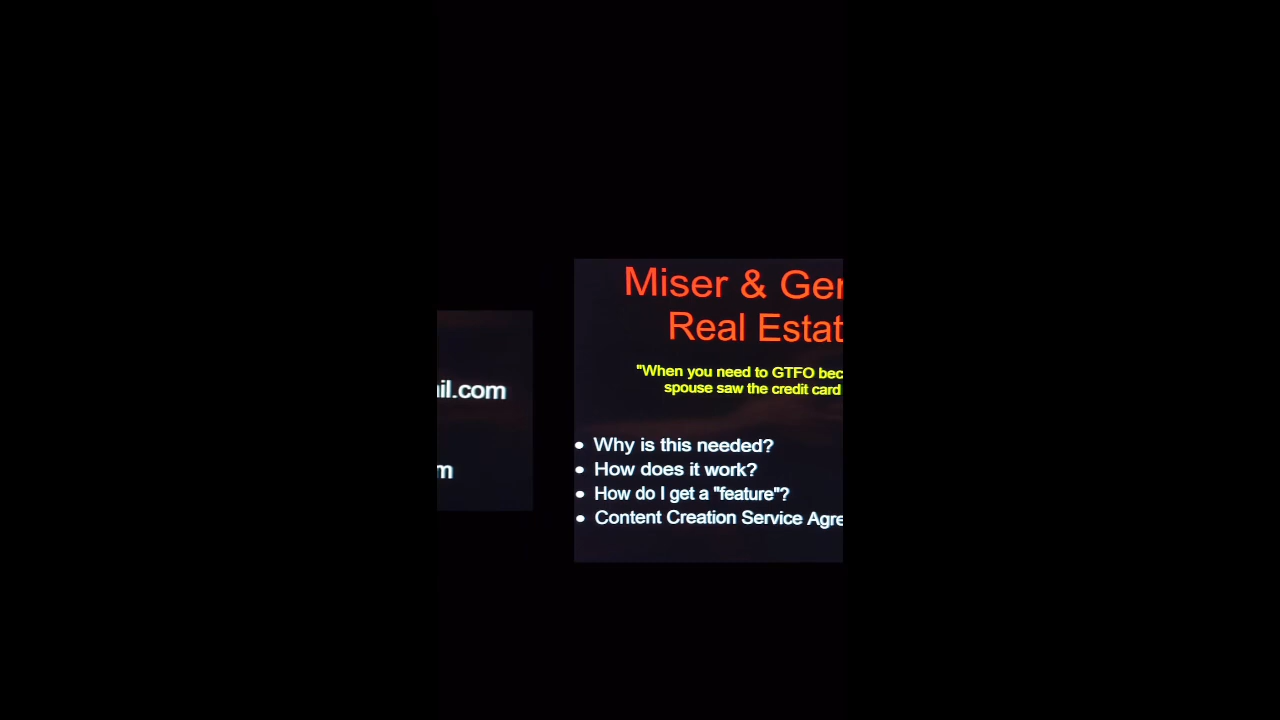 il.com
m
Miser & Ger
Real Estat
"When you need to GTFO bec
spouse saw the credit card
• Why is this needed?
• How does it work?
• How do I get a "feature"?
• Content Creation Service Agre